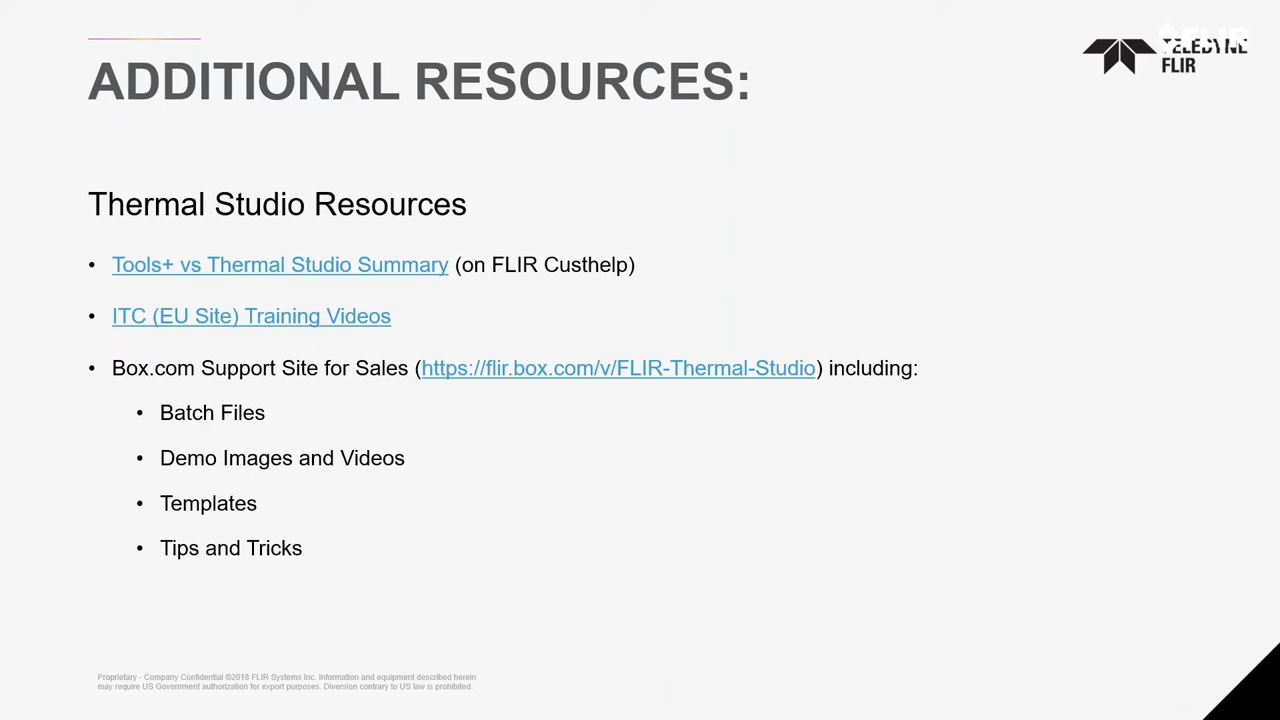 ADDITIONAL RESOURCES:
TELEDYNE
FLIR
FLIR
Thermal Studio Resources
• Tools+ vs Thermal Studio Summary (on FLIR Custhelp)
• ITC (EU Site) Training Videos
• Box.com Support Site for Sales (https://flir.box.com/v/FLIR-Thermal-Studio) including:
• Batch Files
• Demo Images and Videos
• Templates
• Tips and Tricks
Proprietary - Company Confidential ©2018 FLIR Systems Inc. Information and equipment described herein
may require US Government authorization for export purposes. Diversion contrary to US law is prohibited.